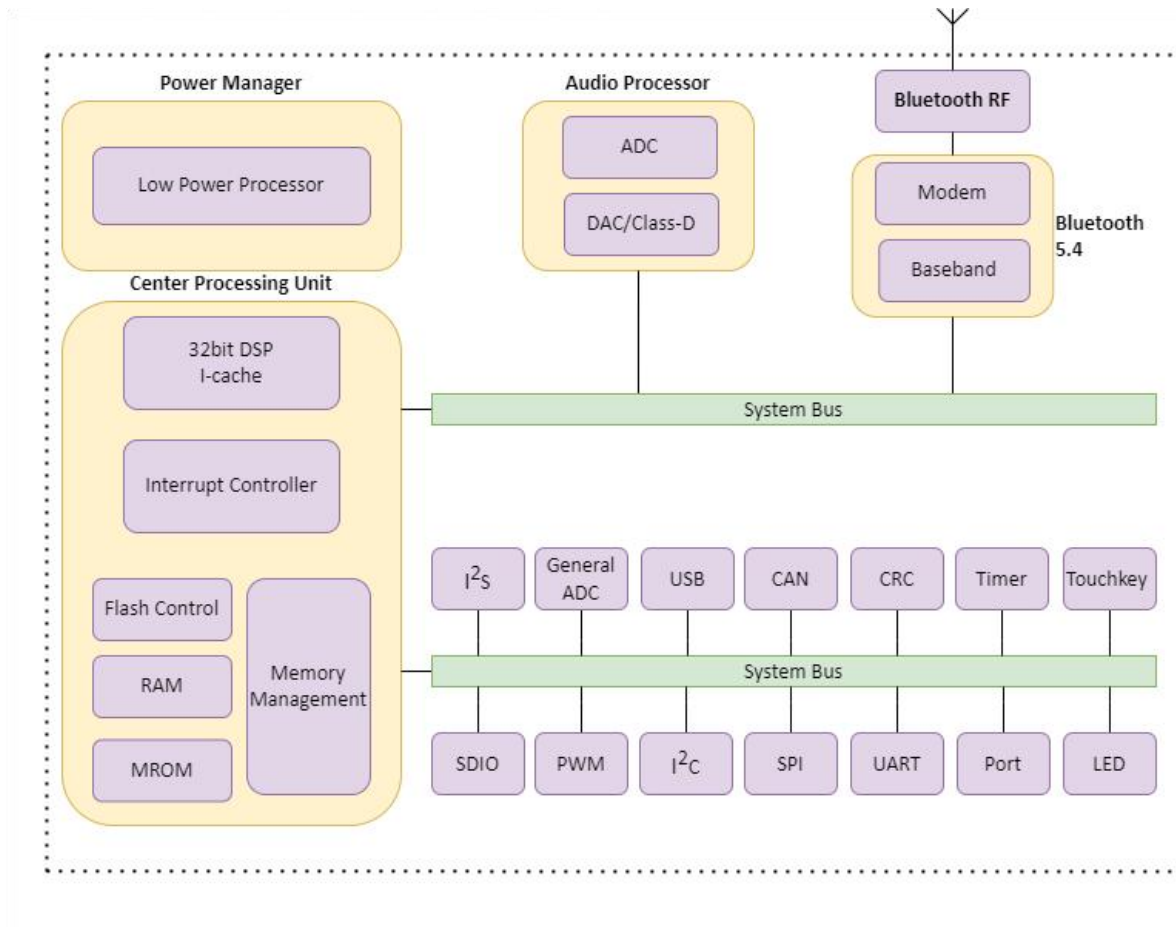 Power Manager
Low Power Processor
Audio Processor
ADC
DAC/Class-D
Bluetooth RF
Modem
Baseband
Bluetooth
5.4
Center Processing Unit
32bit DSP
I-cache
Interrupt Controller
Flash Control
RAM
MROM
Memory
Management
System Bus
I²S
General
ADC
USB
CAN
CRC
Timer
Touchkey
System Bus
SDIO
PWM
I²C
SPI
UART
Port
LED